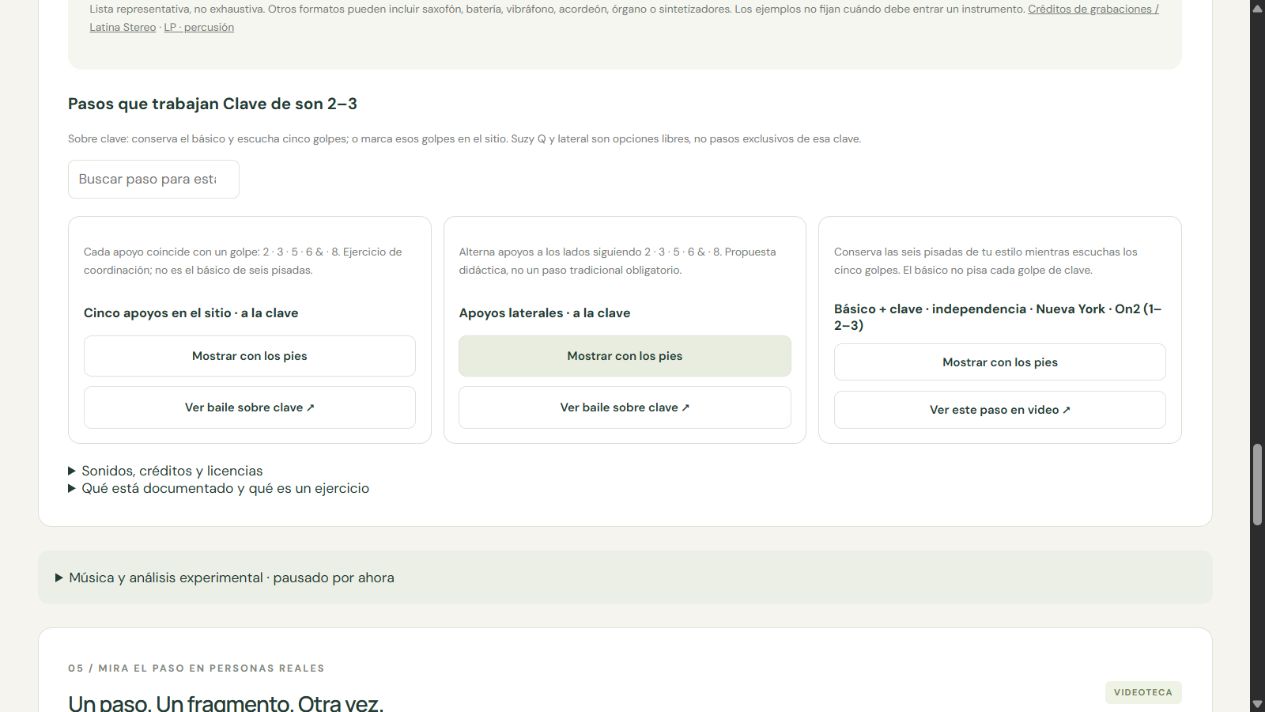 Lista representativa, no exhaustiva. Otros formatos pueden incluir saxofón, batería, vibráfono, acordeón, órgano o sintetizadores. Los ejemplos no fijan cuándo debe entrar un instrumento. Créditos de grabaciones /
Latina Stereo · LP · percusión
Pasos que trabajan Clave de son 2–3
Sobre clave: conserva el básico y escucha cinco golpes; o marca esos golpes en el sitio. Suzy Q y lateral son opciones libres, no pasos exclusivos de esa clave.
Buscar paso para esta
Cada apoyo coincide con un golpe: 2 · 3 · 5 · 6 & · 8. Ejercicio de
coordinación; no es el básico de seis pisadas.
Cinco apoyos en el sitio · a la clave
Mostrar con los pies
Ver baile sobre clave ↗
Alterna apoyos a los lados siguiendo 2 · 3 · 5 · 6 & · 8. Propuesta
didáctica, no un paso tradicional obligatorio.
Apoyos laterales · a la clave
Mostrar con los pies
Ver baile sobre clave ↗
Conserva las seis pisadas de tu estilo mientras escuchas los
cinco golpes. El básico no pisa cada golpe de clave.
Básico + clave · independencia · Nueva York · On2 (1–
2–3)
Mostrar con los pies
Ver este paso en video ↗
▶ Sonidos, créditos y licencias
▶ Qué está documentado y qué es un ejercicio
▶ Música y análisis experimental · pausado por ahora
05 / MIRA EL PASO EN PERSONAS REALES
Un paso. Un fragmento. Otra vez.
VIDEOTECA